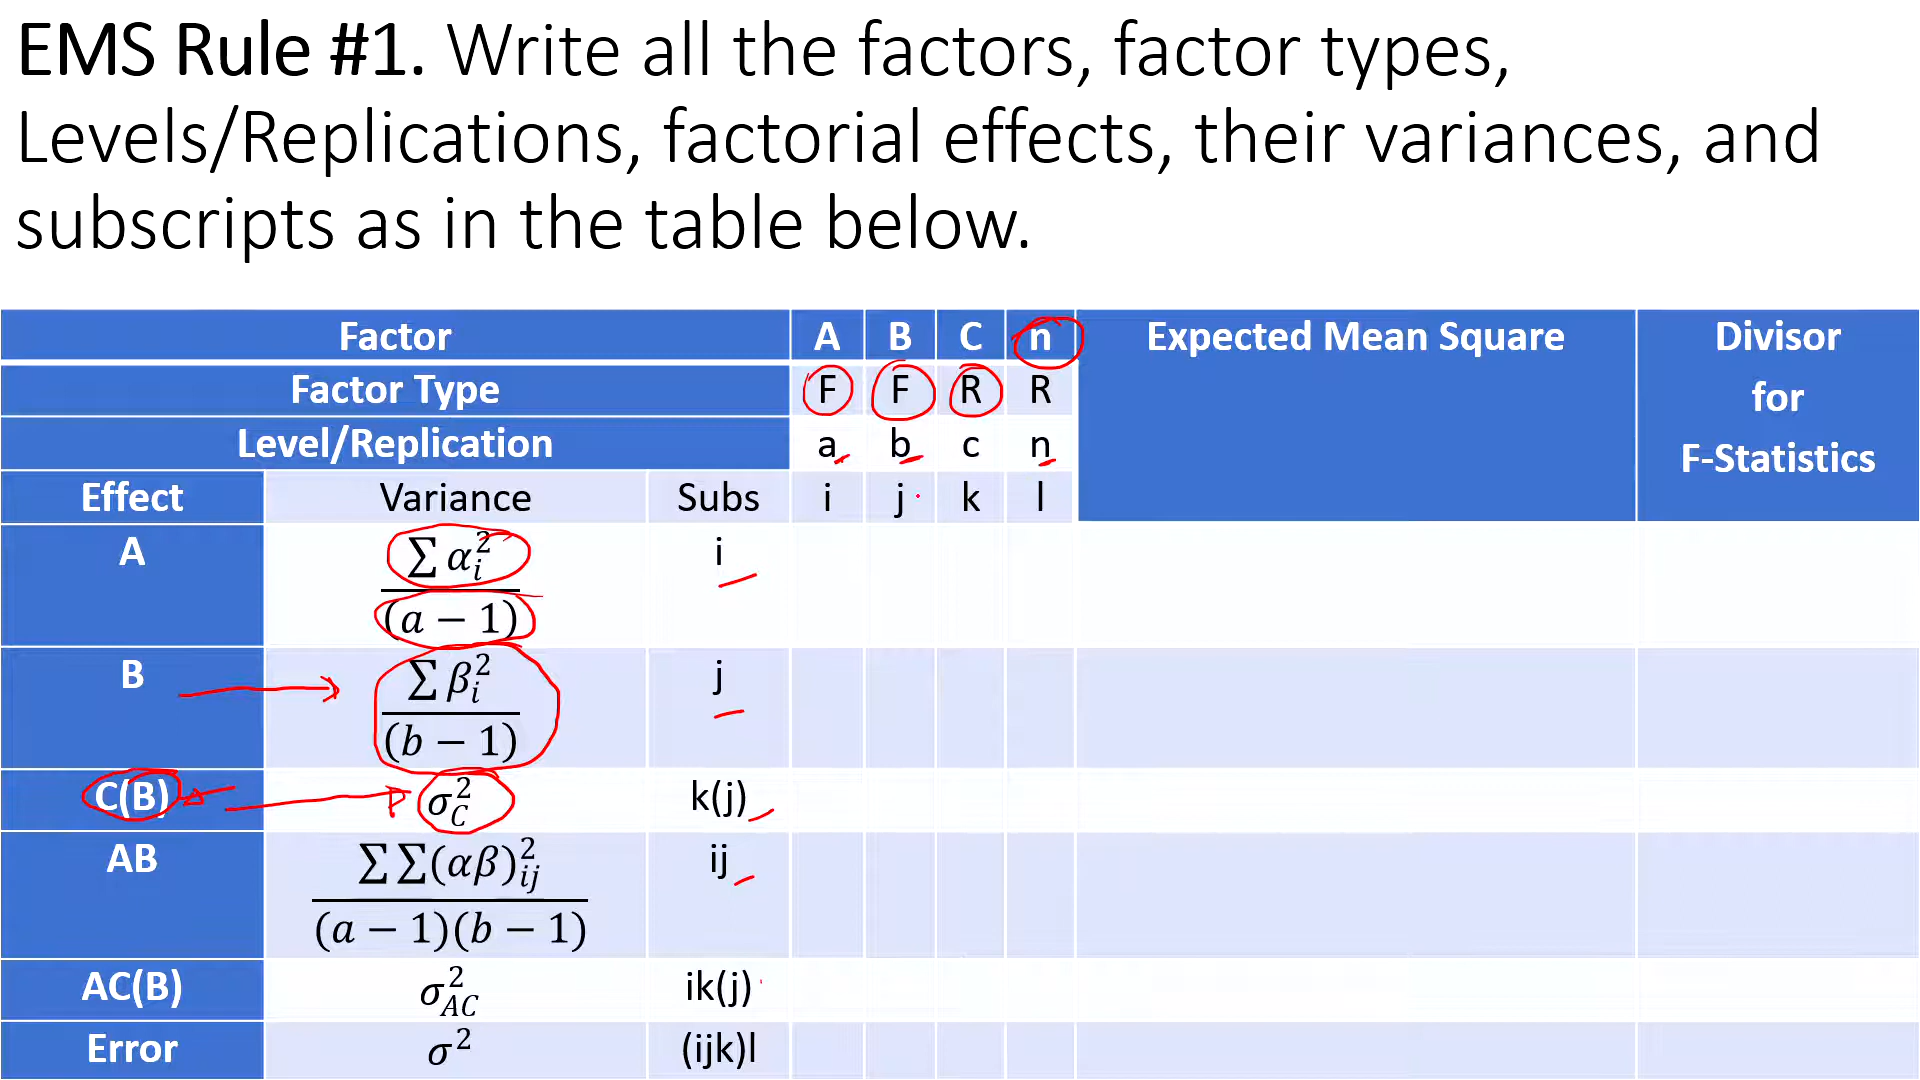 EMS Rule #1. Write all the factors, factor types,
Levels/Replications, factorial effects, their variances, and
subscripts as in the table below.
Factor A B C n Expected Mean Square Divisor
Factor Type F F R R for
Level/Replication a b c n F-Statistics
Effect Variance Subs i j k l
A ∑ α_i^2 / (a − 1) i
B ∑ β_i^2 / (b − 1) j
C(B) σ_C^2 k(j)
AB ∑ ∑(αβ)_ij^2 / (a − 1)(b − 1) ij
AC(B) σ_AC^2 ik(j)
Error σ^2 (ijk)l